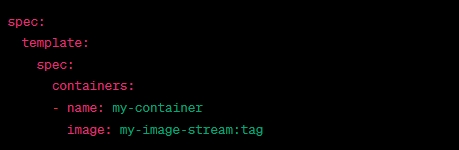 spec:
  template:
    spec:
      containers:
      - name: my-container
        image: my-image-stream:tag